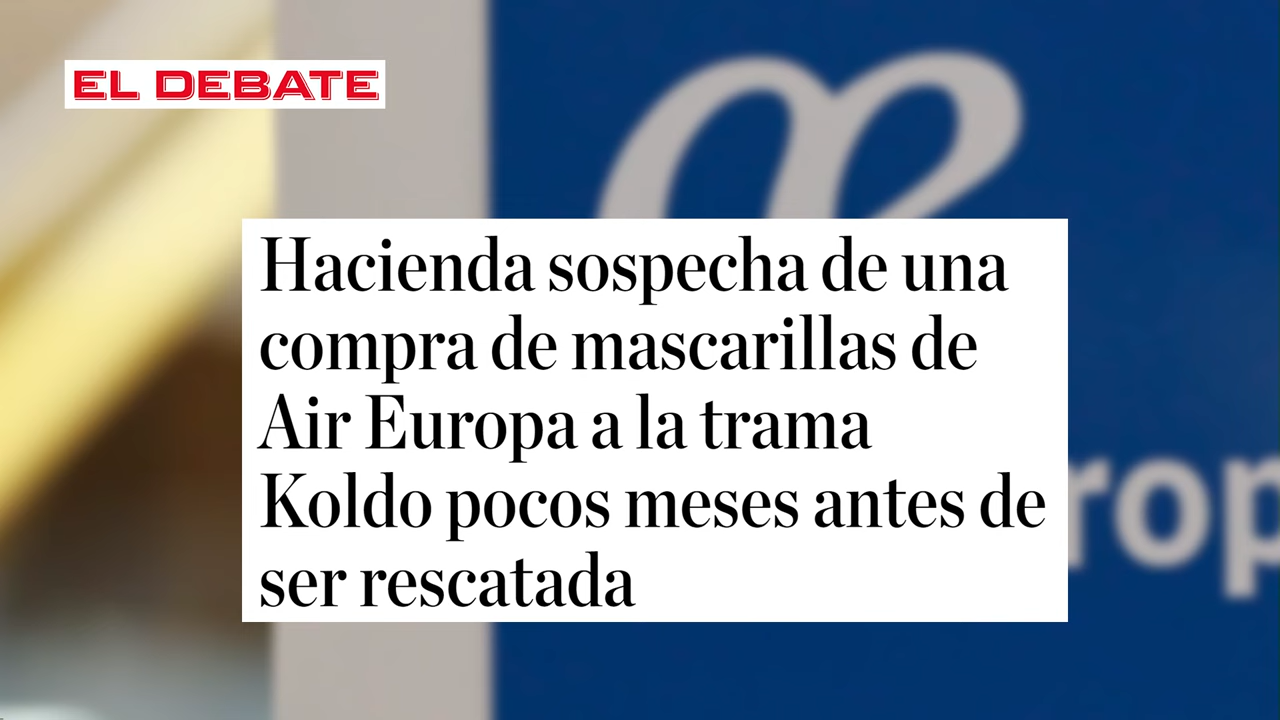 EL DEBATE
Hacienda sospecha de una
compra de mascarillas de
Air Europa a la trama
Koldo pocos meses antes de
ser rescatada
rop